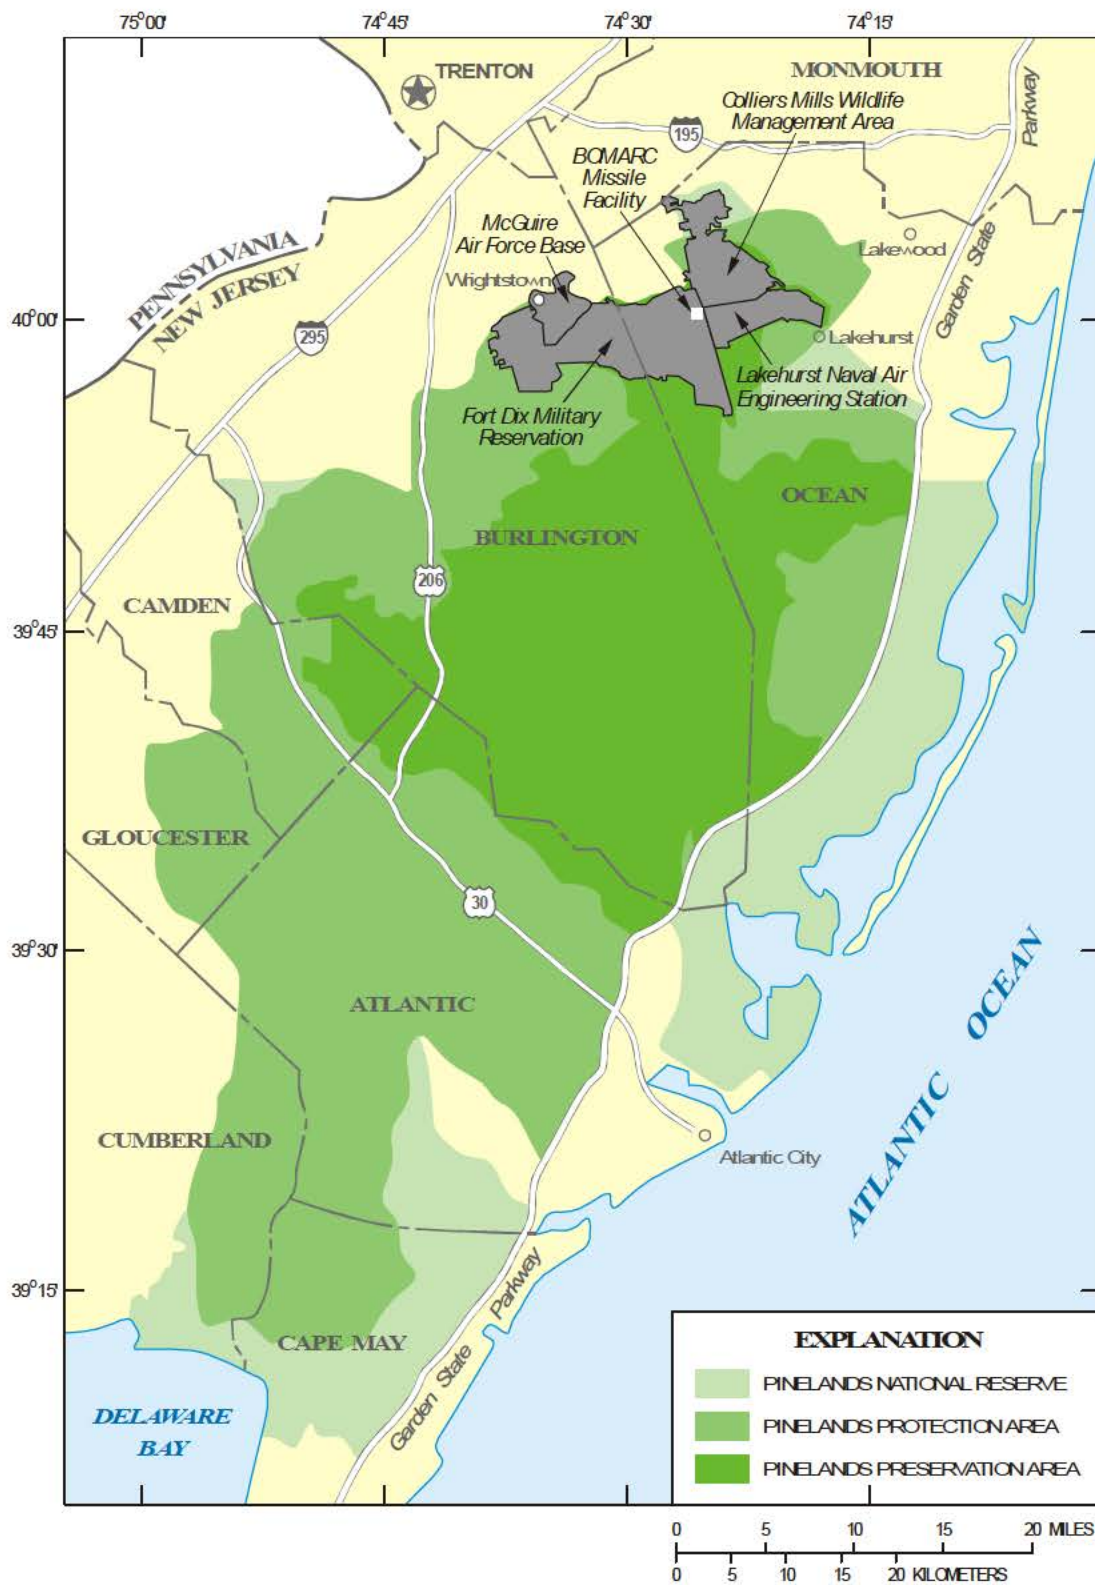 75°00'
74°45'
74°30'
74°15'
TRENTON
MONMOUTH
Colliers Mills Wildlife
Management Area
Parkway
195
BOMARC
Missile
Facility
McGuire
Air Force Base
Wrightstown
Lakewood
Garden State
PENNSYLVANIA
NEW JERSEY
40°00'
295
Lakehurst
Lakehurst Naval Air
Engineering Station
Fort Dix Military
Reservation
OCEAN
BURLINGTON
206
CAMDEN
39°45'
GLOUCESTER
30
39°30'
ATLANTIC
ATLANTIC OCEAN
CUMBERLAND
Atlantic City
39°15'
Garden State Parkway
CAPE MAY
DELAWARE
BAY
EXPLANATION
PINELANDS NATIONAL RESERVE
PINELANDS PROTECTION AREA
PINELANDS PRESERVATION AREA
0 5 10 15 20 MILES
0 5 10 15 20 KILOMETERS